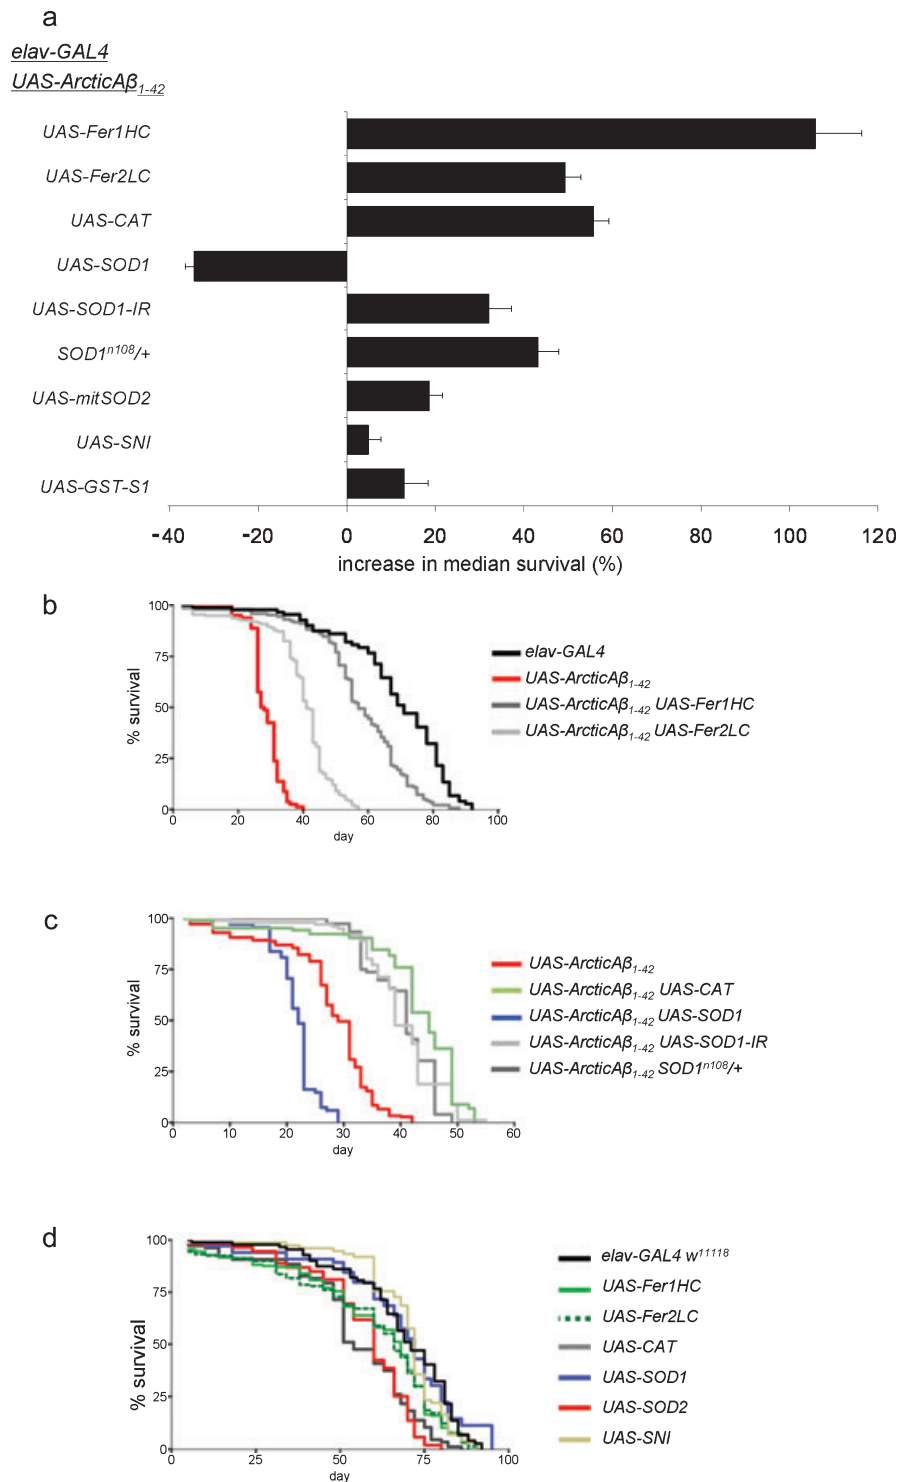 a
elav-GAL4
UAS-ArcticAβ1-42
UAS-Fer1HC
UAS-Fer2LC
UAS-CAT
UAS-SOD1
UAS-SOD1-IR
SOD1n108/+
UAS-mitSOD2
UAS-SNI
UAS-GST-S1
-40 -20 0 20 40 60 80 100 120
increase in median survival (%)
b
100
75
50
25
0
% survival
0 20 40 60 80 100
day
elav-GAL4
UAS-ArcticAβ1-42
UAS-ArcticAβ1-42 UAS-Fer1HC
UAS-ArcticAβ1-42 UAS-Fer2LC
c
100
75
50
25
0
% survival
0 10 20 30 40 50 60
day
UAS-ArcticAβ1-42
UAS-ArcticAβ1-42 UAS-CAT
UAS-ArcticAβ1-42 UAS-SOD1
UAS-ArcticAβ1-42 UAS-SOD1-IR
UAS-ArcticAβ1-42 SOD1n108/+
d
100
75
50
25
0
% survival
0 25 50 75 100
day
elav-GAL4 w11118
UAS-Fer1HC
UAS-Fer2LC
UAS-CAT
UAS-SOD1
UAS-SOD2
UAS-SNI